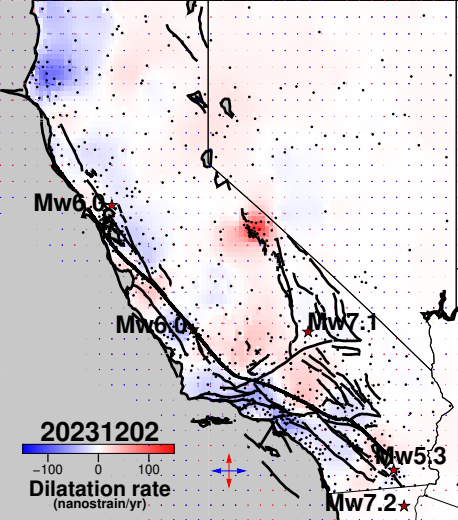 Mw6.0
Mw6.0
Mw7.1
20231202
−100 0 100
Dilatation rate
(nanostrain/yr)
Mw5.3
Mw7.2